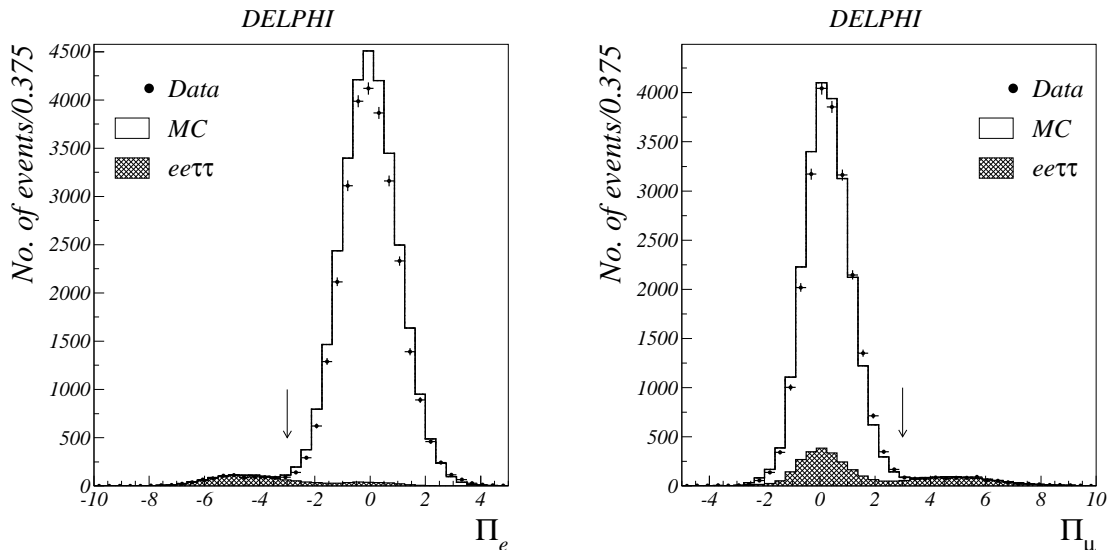 DELPHI
No. of events/0.375
4500
4000
3500
3000
2500
2000
1500
1000
500
0
Data
MC
eeττ
-10 -8 -6 -4 -2 0 2 4
Π_e
DELPHI
No. of events/0.375
4000
3500
3000
2500
2000
1500
1000
500
0
Data
MC
eeττ
-4 -2 0 2 4 6 8 10
Π_μ